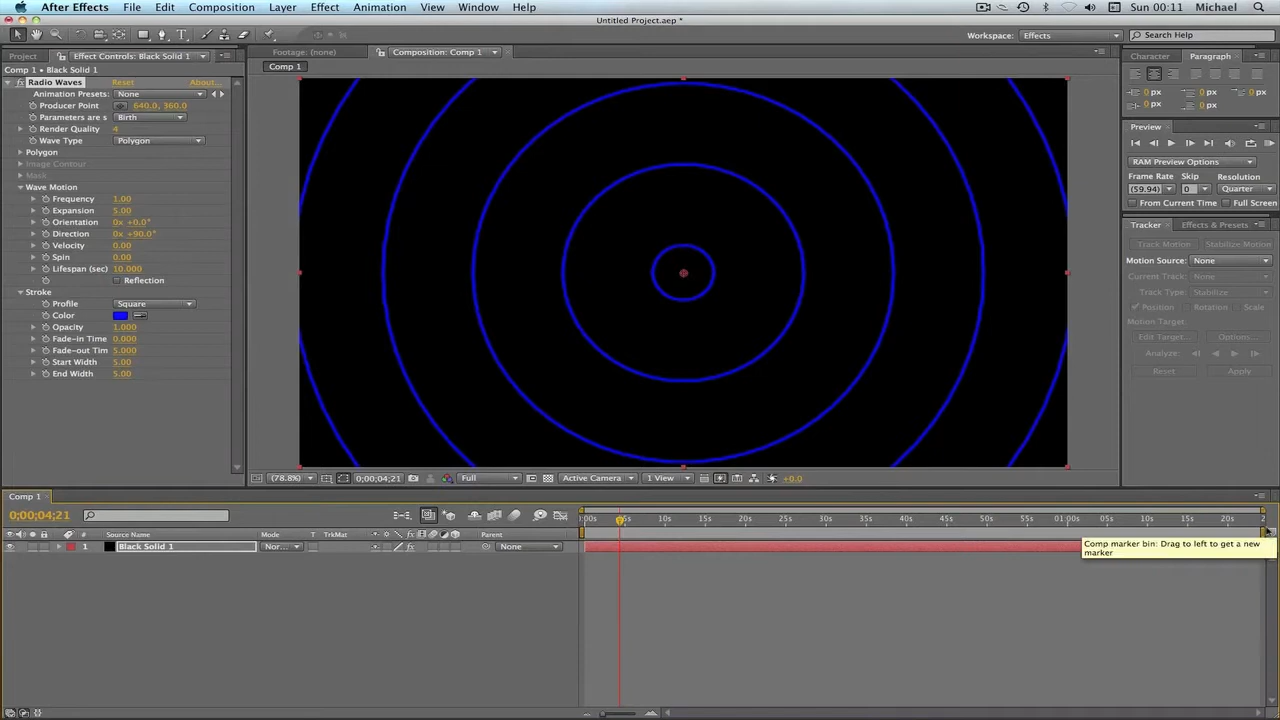 After Effects File Edit Composition Layer Effect Animation View Window Help Sun 00:11 Michael
Untitled Project.aep *
Workspace: Effects Search Help
Project Effect Controls: Black Solid 1 Footage: (none) Composition: Comp 1 Character Paragraph
Comp 1 • Black Solid 1 Comp 1
Radio Waves Reset About...
Animation Presets: None
Producer Point 640.0, 360.0
Parameters are s Birth
Render Quality 4
Wave Type Polygon
Polygon
Image Contour
Mask
Wave Motion
Frequency 1.00
Expansion 5.00
Orientation 0x +0.0°
Direction 0x +90.0°
Velocity 0.00
Spin 0.00
Lifespan (sec) 10.000
Reflection
Stroke
Profile Square
Color
Opacity 1.000
Fade-in Time 0.000
Fade-out Tim 5.000
Start Width 5.00
End Width 5.00
0 px 0 px 0 px
0 px 0 px
Preview
RAM Preview Options
Frame Rate Skip Resolution
(59.94) 0 Quarter
From Current Time Full Screen
Tracker Effects & Presets
Track Motion Stabilize Motion
Motion Source: None
Current Track: None
Track Type: Stabilize
Position Rotation Scale
Motion Target:
Edit Target... Options...
Analyze:
Reset Apply
(78.8%) 0;00;04;21 Full Active Camera 1 View +0.0
Comp 1
0;00;04;21
:00s 5s 10s 15s 20s 25s 30s 35s 40s 45s 50s 55s 01:00s 05s 10s 15s 20s 2
# Source Name Mode T TrkMat Parent
1 Black Solid 1 Nor... None
Comp marker bin: Drag to left to get a new
marker